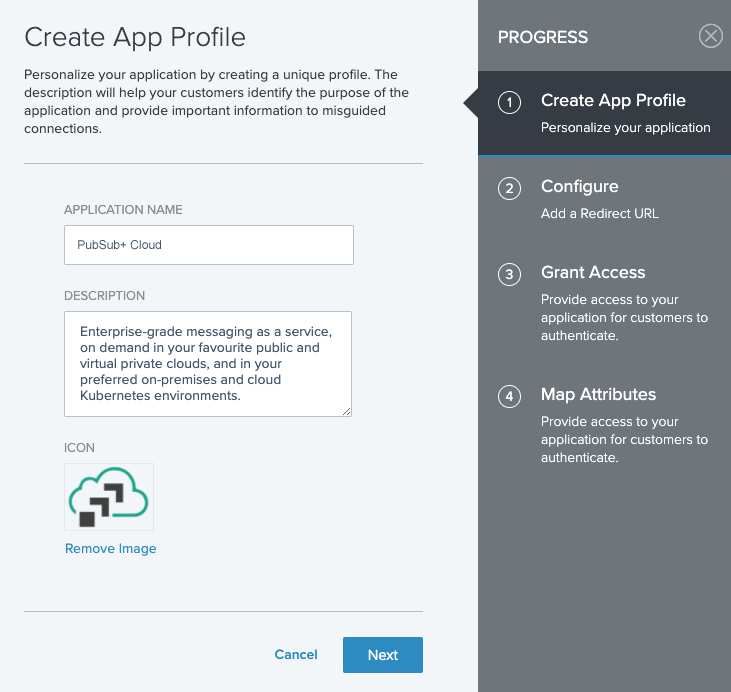 Create App Profile
Personalize your application by creating a unique profile. The
description will help your customers identify the purpose of the
application and provide important information to misguided
connections.
APPLICATION NAME
PubSub+ Cloud
DESCRIPTION
Enterprise-grade messaging as a service,
on demand in your favourite public and
virtual private clouds, and in your
preferred on-premises and cloud
Kubernetes environments.
ICON
Remove Image
Cancel
Next
PROGRESS
1
Create App Profile
Personalize your application
2
Configure
Add a Redirect URL
3
Grant Access
Provide access to your
application for customers to
authenticate.
4
Map Attributes
Provide access to your
application for customers to
authenticate.